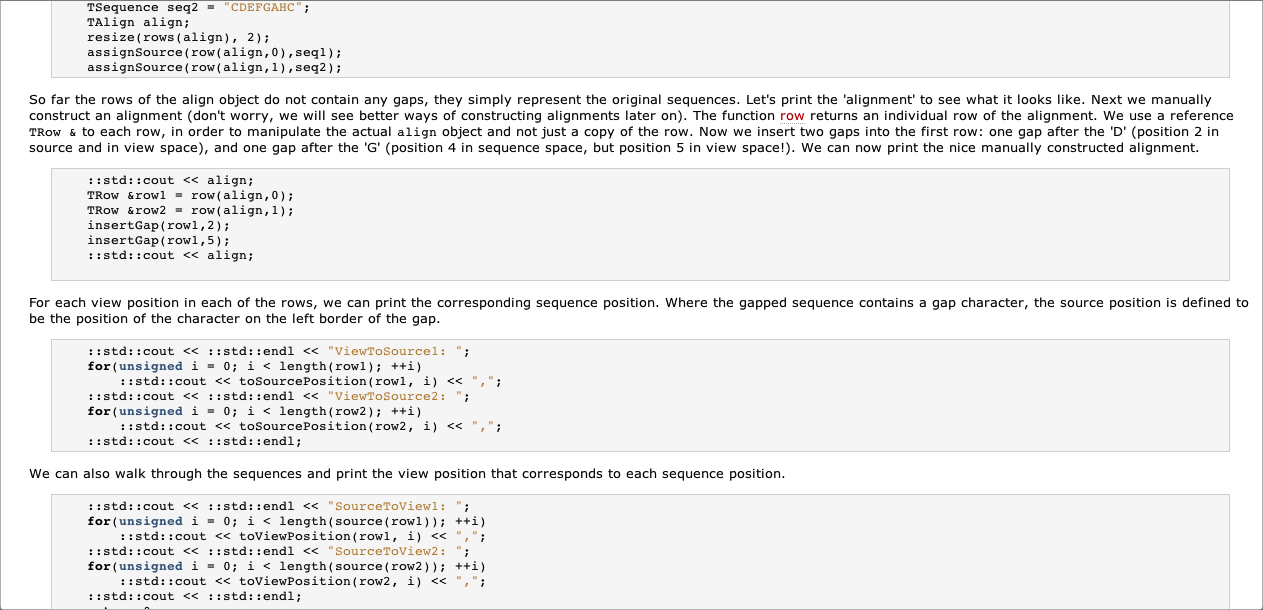 TSequence seq2 = "CDEFGAHC";
TAlign align;
resize(rows(align), 2);
assignSource(row(align,0),seq1);
assignSource(row(align,1),seq2);
So far the rows of the align object do not contain any gaps, they simply represent the original sequences. Let's print the 'alignment' to see what it looks like. Next we manually
construct an alignment (don't worry, we will see better ways of constructing alignments later on). The function row returns an individual row of the alignment. We use a reference
TRow & to each row, in order to manipulate the actual align object and not just a copy of the row. Now we insert two gaps into the first row: one gap after the 'D' (position 2 in
source and in view space), and one gap after the 'G' (position 4 in sequence space, but position 5 in view space!). We can now print the nice manually constructed alignment.
::std::cout << align;
TRow &row1 = row(align,0);
TRow &row2 = row(align,1);
insertGap(row1,2);
insertGap(row1,5);
::std::cout << align;
For each view position in each of the rows, we can print the corresponding sequence position. Where the gapped sequence contains a gap character, the source position is defined to
be the position of the character on the left border of the gap.
::std::cout << ::std::endl << "ViewToSource1: ";
for(unsigned i = 0; i < length(row1); ++i)
::std::cout << toSourcePosition(row1, i) << ",";
::std::cout << ::std::endl << "ViewToSource2: ";
for(unsigned i = 0; i < length(row2); ++i)
::std::cout << toSourcePosition(row2, i) << ",";
::std::cout << ::std::endl;
We can also walk through the sequences and print the view position that corresponds to each sequence position.
::std::cout << ::std::endl << "SourceToView1: ";
for(unsigned i = 0; i < length(source(row1)); ++i)
::std::cout << toViewPosition(row1, i) << ",";
::std::cout << ::std::endl << "SourceToView2: ";
for(unsigned i = 0; i < length(source(row2)); ++i)
::std::cout << toViewPosition(row2, i) << ",";
::std::cout << ::std::endl;